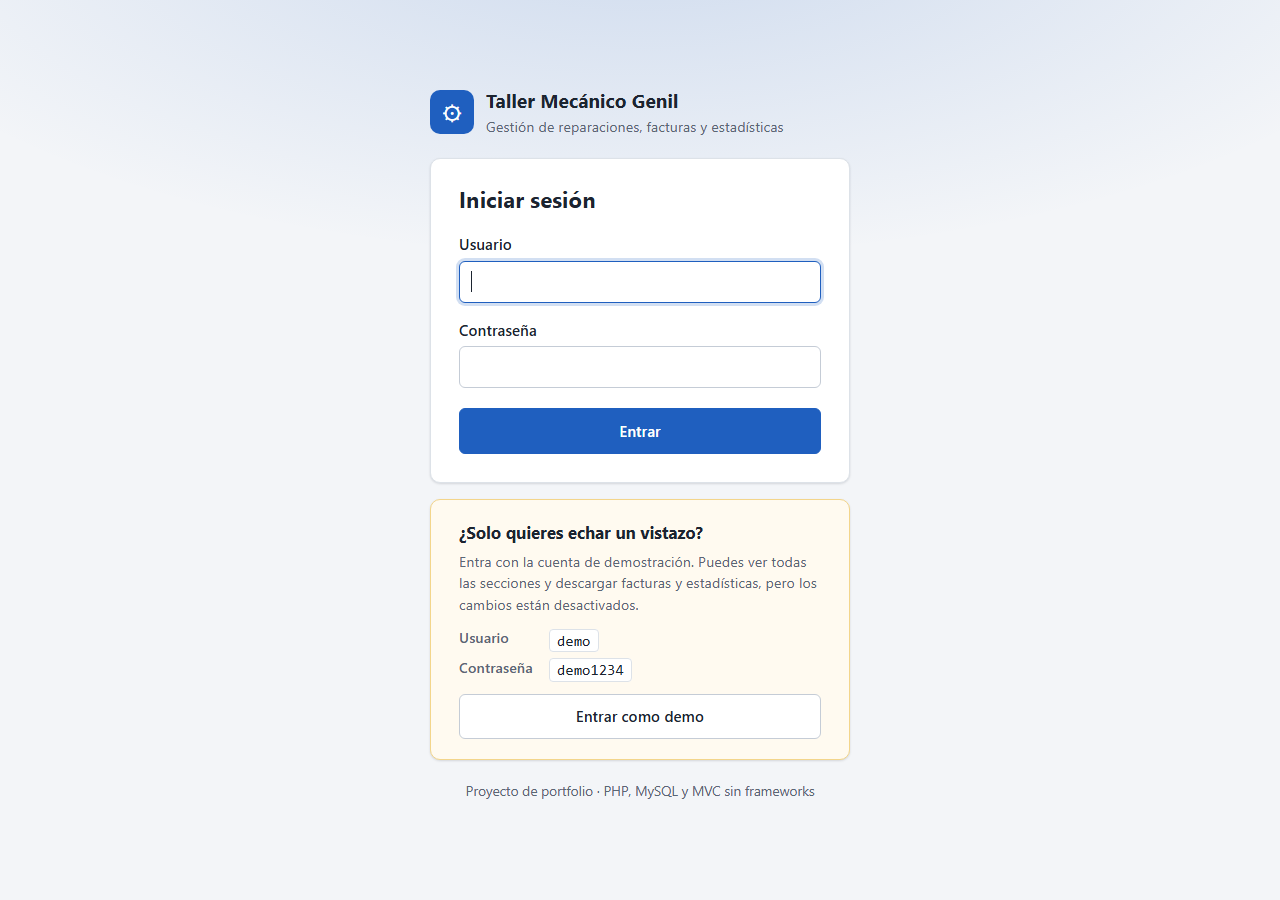 Taller Mecánico Genil
Gestión de reparaciones, facturas y estadísticas
Iniciar sesión
Usuario
Contraseña
Entrar
¿Solo quieres echar un vistazo?
Entra con la cuenta de demostración. Puedes ver todas
las secciones y descargar facturas y estadísticas, pero los
cambios están desactivados.
Usuario demo
Contraseña demo1234
Entrar como demo
Proyecto de portfolio · PHP, MySQL y MVC sin frameworks